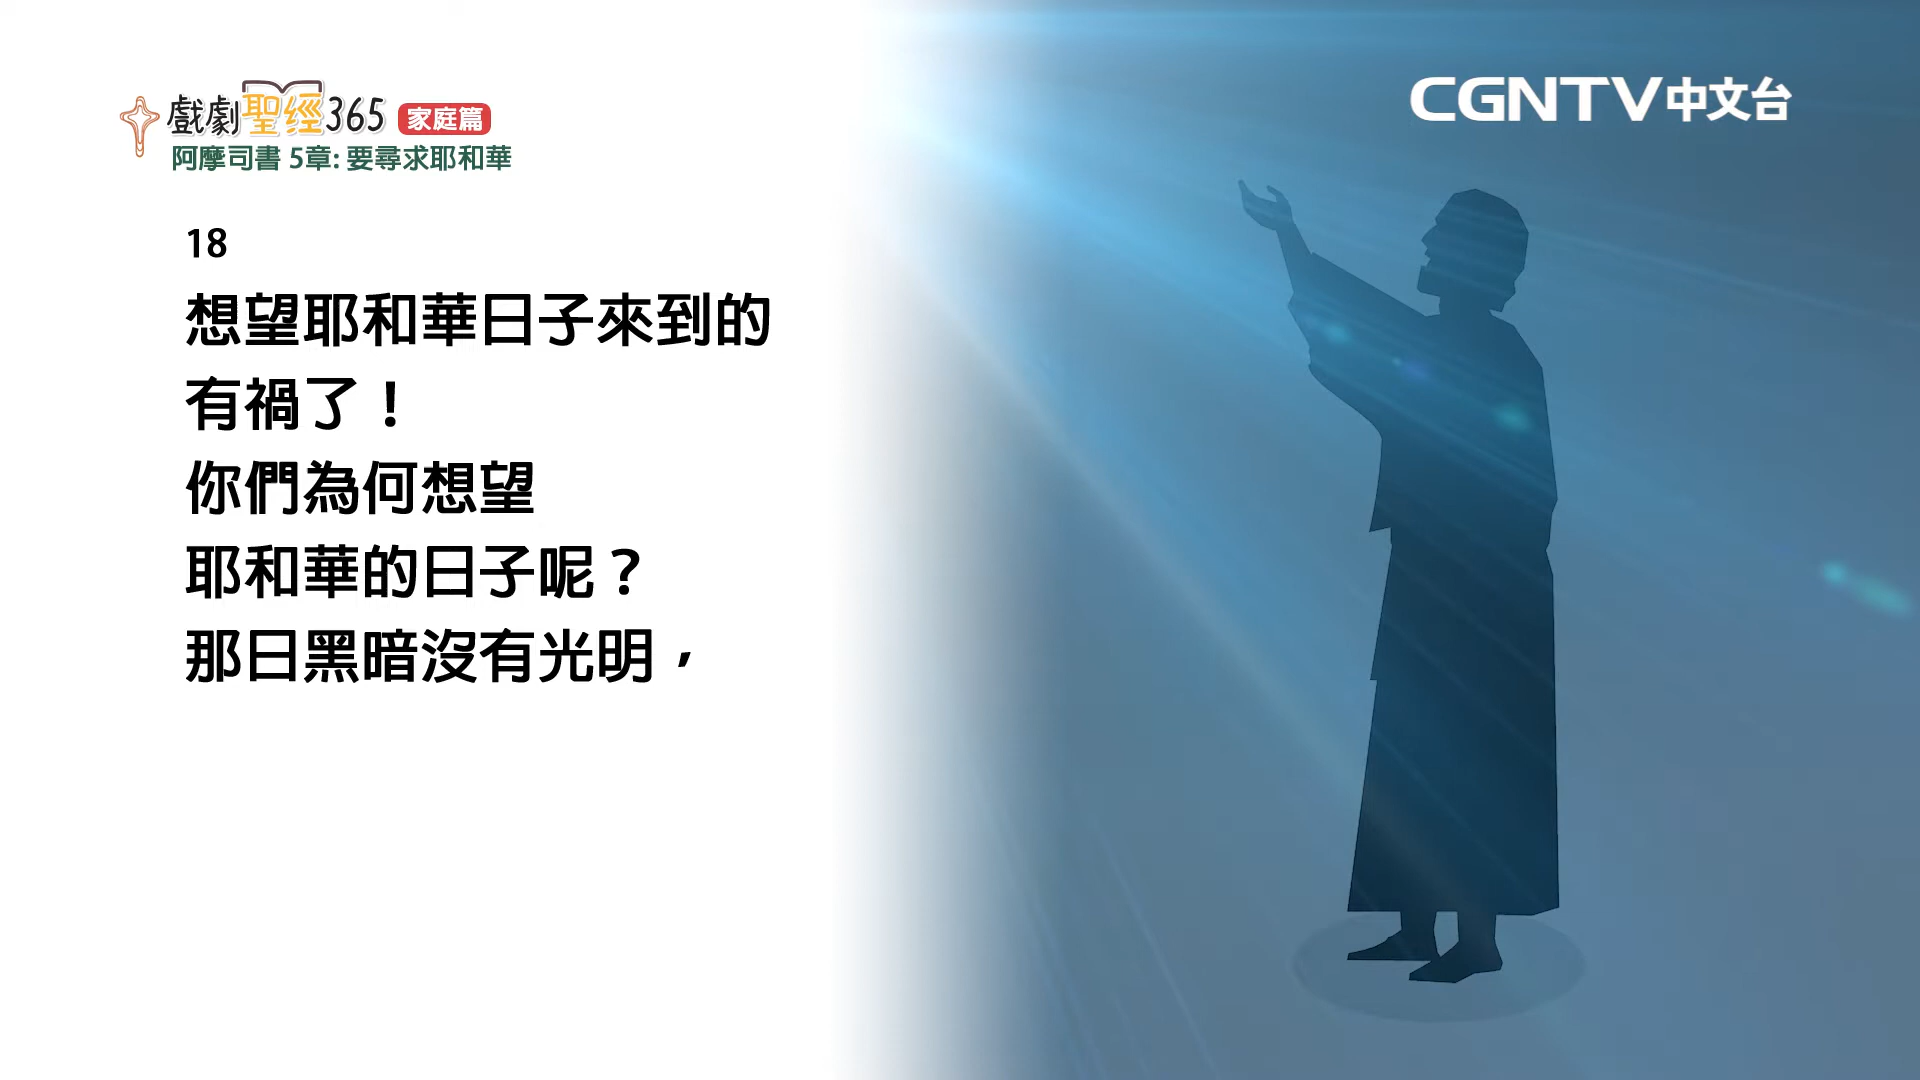 戲劇聖經365 家庭篇
CGNTV中文台
阿摩司書 5章: 要尋求耶和華
18
想望耶和華日子來到的
有禍了！
你們為何想望
耶和華的日子呢？
那日黑暗沒有光明，